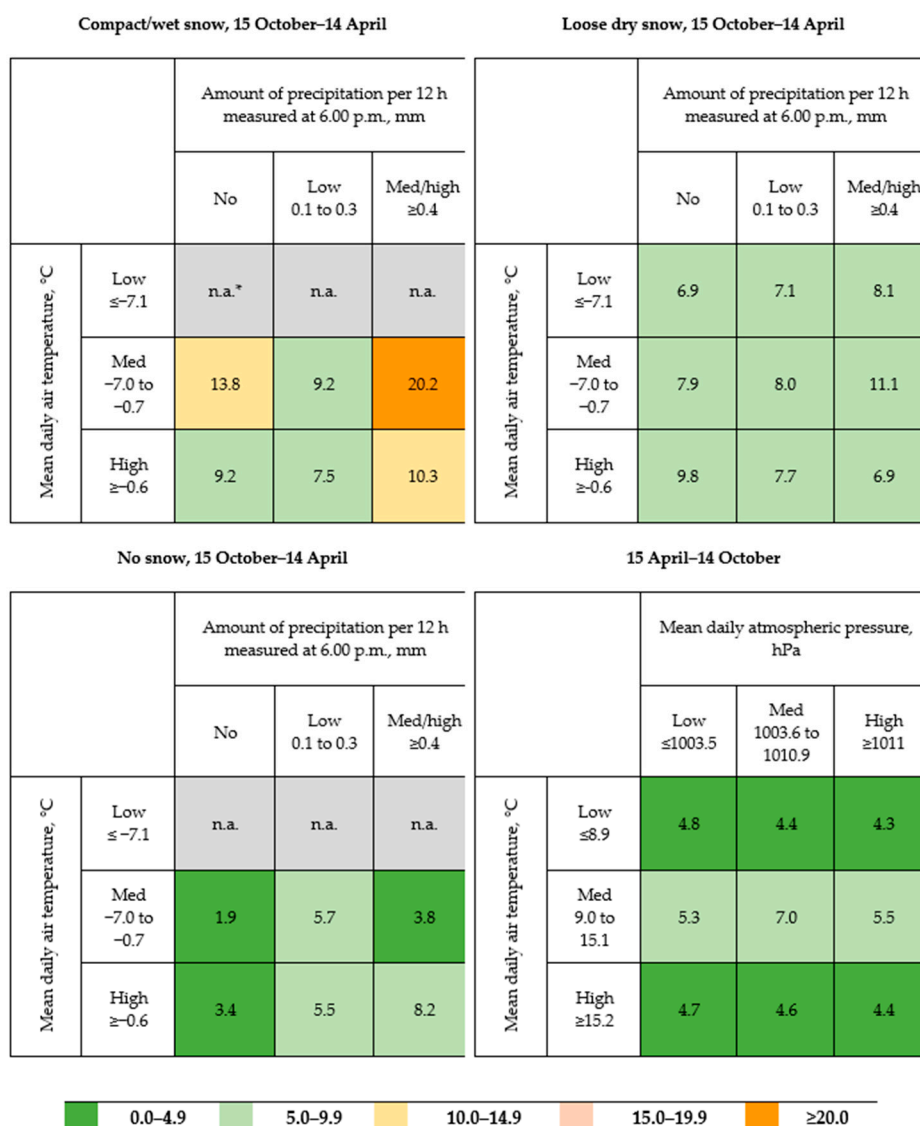 Compact/wet snow, 15 October–14 April
Amount of precipitation per 12 h
measured at 6.00 p.m., mm
No
Low
0.1 to 0.3
Med/high
≥0.4
Mean daily air temperature, °C
Low
≤−7.1
n.a.*
n.a.
n.a.
Med
−7.0 to
−0.7
13.8
9.2
20.2
High
≥−0.6
9.2
7.5
10.3
Loose dry snow, 15 October–14 April
Amount of precipitation per 12 h
measured at 6.00 p.m., mm
No
Low
0.1 to 0.3
Med/high
≥0.4
Mean daily air temperature, °C
Low
≤−7.1
6.9
7.1
8.1
Med
−7.0 to
−0.7
7.9
8.0
11.1
High
≥-0.6
9.8
7.7
6.9
No snow, 15 October–14 April
Amount of precipitation per 12 h
measured at 6.00 p.m., mm
No
Low
0.1 to 0.3
Med/high
≥0.4
Mean daily air temperature, °C
Low
≤ −7.1
n.a.
n.a.
n.a.
Med
−7.0 to
−0.7
1.9
5.7
3.8
High
≥−0.6
3.4
5.5
8.2
15 April–14 October
Mean daily atmospheric pressure,
hPa
Low
≤1003.5
Med
1003.6 to
1010.9
High
≥1011
Mean daily air temperature, °C
Low
≤8.9
4.8
4.4
4.3
Med
9.0 to
15.1
5.3
7.0
5.5
High
≥15.2
4.7
4.6
4.4
0.0–4.9
5.0–9.9
10.0–14.9
15.0–19.9
≥20.0